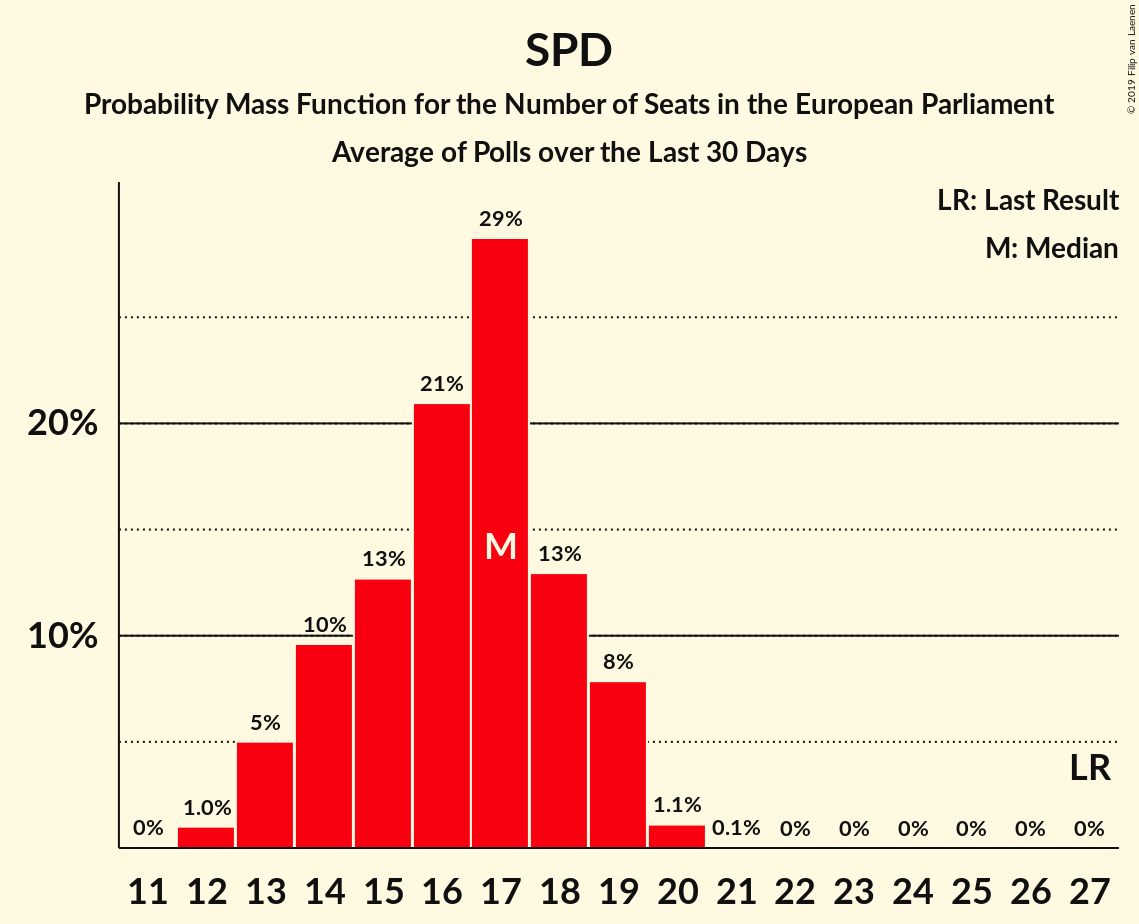 SPD
Probability Mass Function for the Number of Seats in the European Parliament
Average of Polls over the Last 30 Days
© 2019 Filip van Laenen
LR: Last Result
M: Median
29%
21%
20%
M
13%
13%
10%
10%
8%
5%
LR
1.0%
1.1%
0%
0.1%
0%
0%
0%
0%
0%
0%
11 12 13 14 15 16 17 18 19 20 21 22 23 24 25 26 27